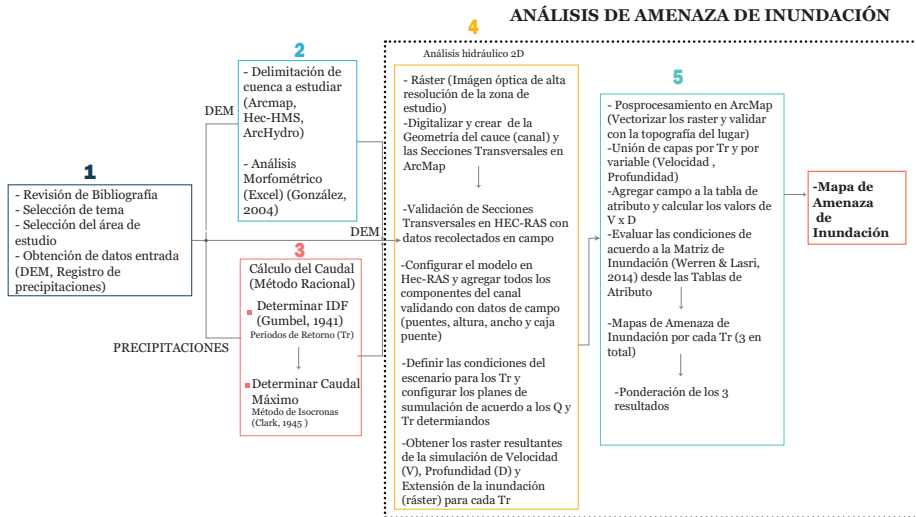 ANÁLISIS DE AMENAZA DE INUNDACIÓN
1
- Revisión de Bibliografía
- Selección de tema
- Selección del área de
estudio
- Obtención de datos entrada
(DEM, Registro de
precipitaciones)
DEM
DEM
PRECIPITACIONES
2
- Delimitación de
cuenca a estudiar
(Arcmap,
Hec-HMS,
ArcHydro)
- Análisis
Morfométrico
(Excel) (González,
2004)
3
Cálculo del Caudal
(Método Racional)
Determinar IDF
(Gumbel, 1941)
Periodos de Retorno (Tr)
Determinar Caudal
Máximo
Método de Isocronas
(Clark, 1945 )
4
Análisis hidráulico 2D
- Ráster (Imágen óptica de alta
resolución de la zona de
estudio)
-Digitalizar y crear de la
Geometría del cauce (canal) y
las Secciones Transversales en
ArcMap
-Validación de Secciones
Transversales en HEC-RAS con
datos recolectados en campo
-Configurar el modelo en
Hec-RAS y agregar todos los
componentes del canal
validando con datos de campo
(puentes, altura, ancho y caja
puente)
-Definir las condiciones del
escenario para los Tr y
configurar los planes de
sumulación de acuerdo a los Q y
Tr determiandos
-Obtener los raster resultantes
de la simulación de Velocidad
(V), Profundidad (D) y
Extensión de la inundación
(ráster) para cada Tr
5
- Posprocesamiento en ArcMap
(Vectorizar los raster y validar
con la topografía del lugar)
-Unión de capas por Tr y por
variable (Velocidad ,
Profundidad)
- Agregar campo a la tabla de
atributo y calcular los valors de
V x D
- Evaluar las condiciones de
acuerdo a la Matriz de
Inundación (Werren & Lasri,
2014) desde las Tablas de
Atributo
-Mapas de Amenaza de
Inundación por cada Tr (3 en
total)
- Ponderación de los 3
resultados
-Mapa de
Amenaza
de
Inundación